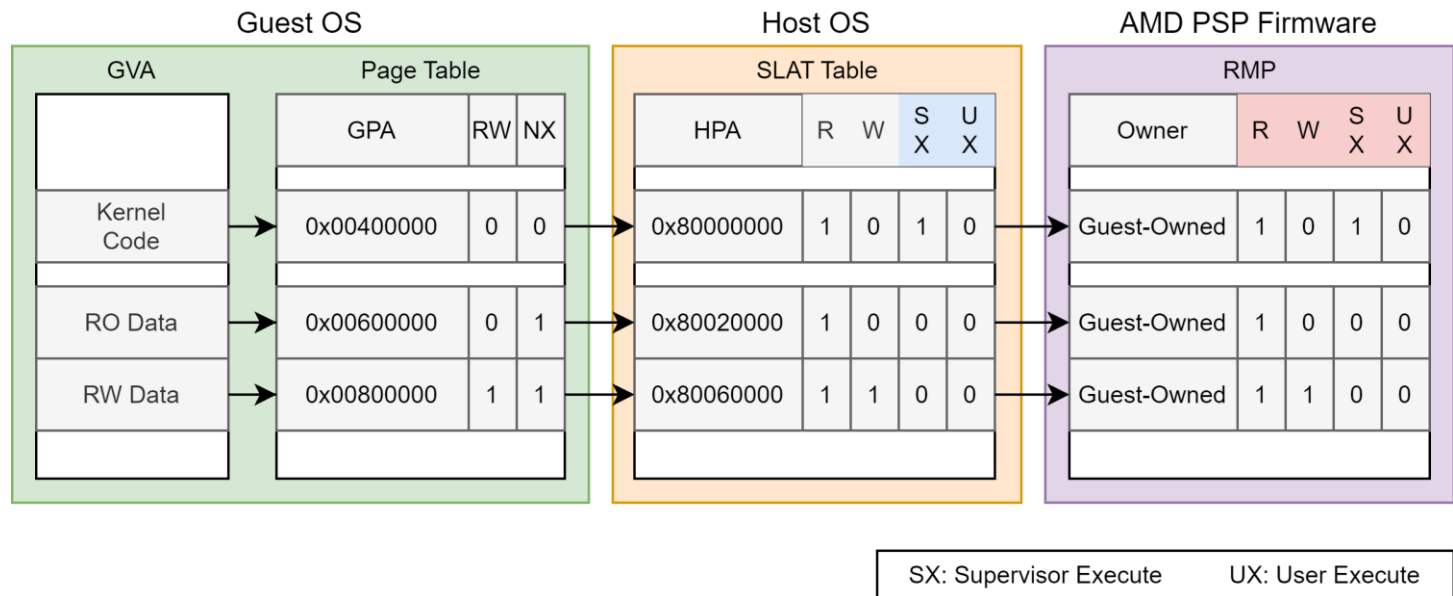 Guest OS
Host OS
AMD PSP Firmware
GVA
Page Table
SLAT Table
RMP
GPA RW NX
HPA R W S X U X
Owner R W S X U X
Kernel
Code
0x00400000 0 0
0x80000000 1 0 1 0
Guest-Owned 1 0 1 0
RO Data
0x00600000 0 1
0x80020000 1 0 0 0
Guest-Owned 1 0 0 0
RW Data
0x00800000 1 1
0x80060000 1 1 0 0
Guest-Owned 1 1 0 0
SX: Supervisor Execute UX: User Execute